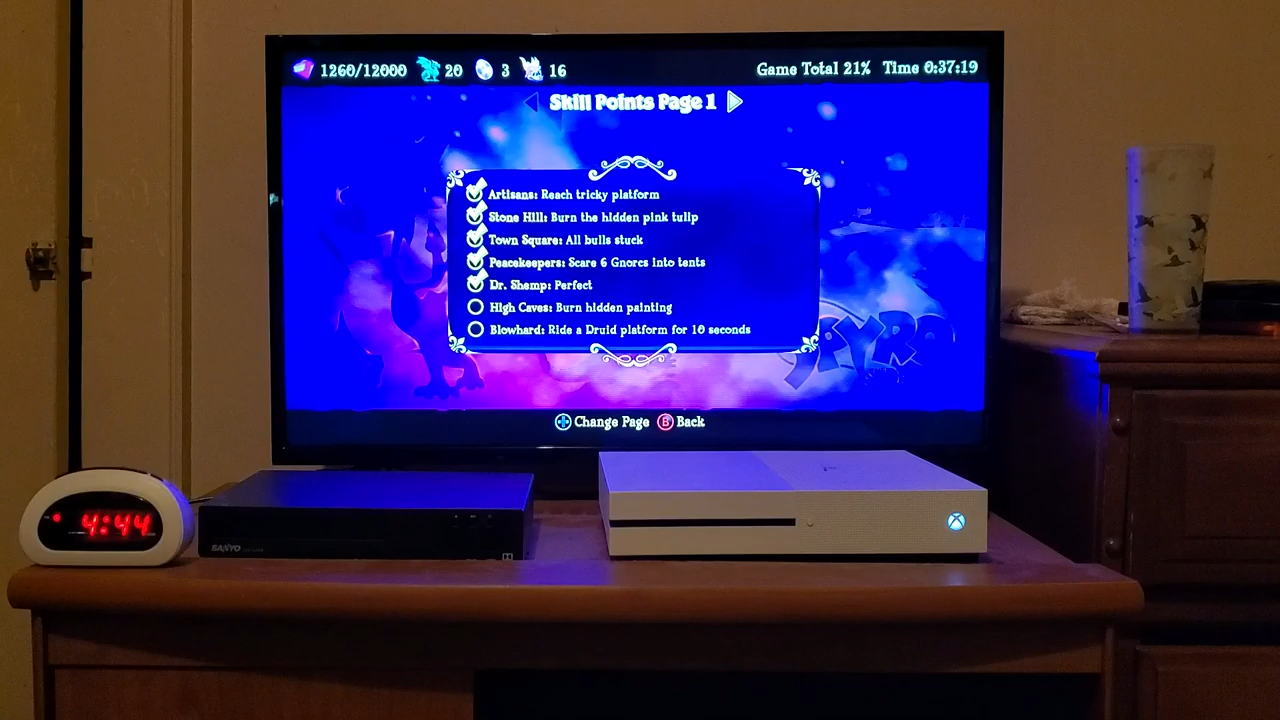 1260/12000 20 3 16 Game Total 21% Time 0:37:19
Skill Points Page 1
Artisans: Reach tricky platform
Stone Hill: Burn the hidden pink tulip
Town Square: All bulls stuck
Peacekeepers: Scare 6 Gnorcs into tents
Dr. Shemp: Perfect
High Caves: Burn hidden painting
Blowhard: Ride a Druid platform for 10 seconds
SPYRO
B
Change Page B Back
4:44
SANYO